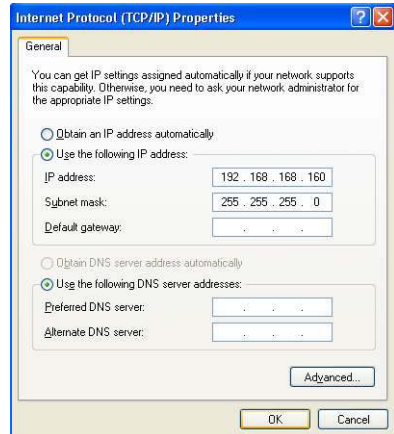 Internet Protocol (TCP/IP) Properties
General
You can get IP settings assigned automatically if your network supports
this capability. Otherwise, you need to ask your network administrator for
the appropriate IP settings.
Obtain an IP address automatically
Use the following IP address:
IP address: 192 . 168 . 168 . 160
Subnet mask: 255 . 255 . 255 . 0
Default gateway: . . .
Obtain DNS server address automatically
Use the following DNS server addresses:
Preferred DNS server: . . .
Alternate DNS server: . . .
Advanced...
OK Cancel